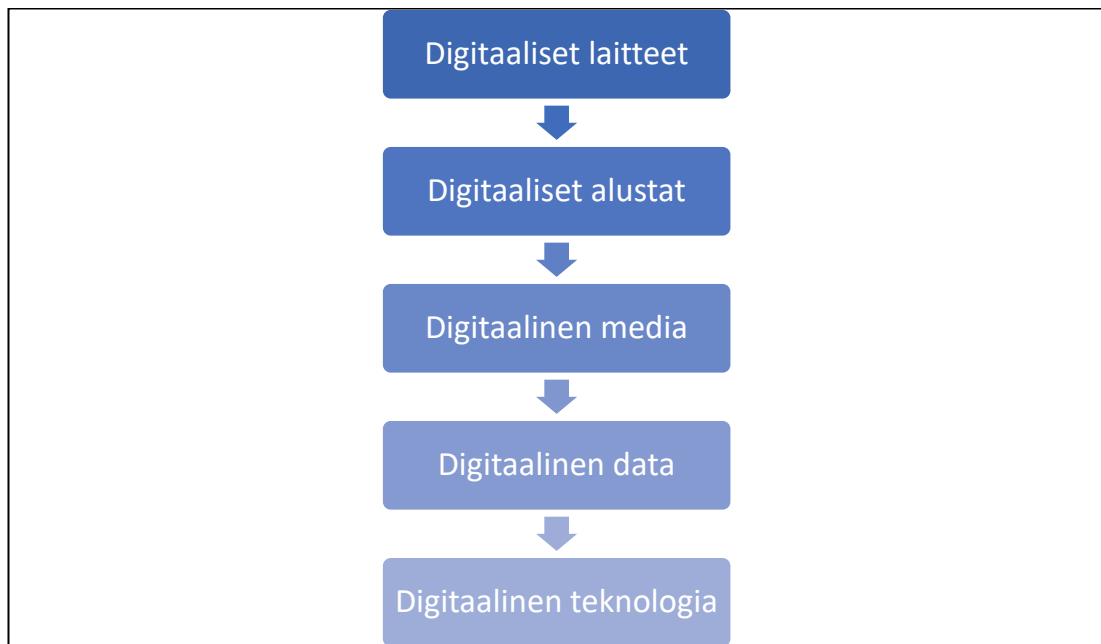 Digitaaliset laitteet
Digitaaliset alustat
Digitaalinen media
Digitaalinen data
Digitaalinen teknologia